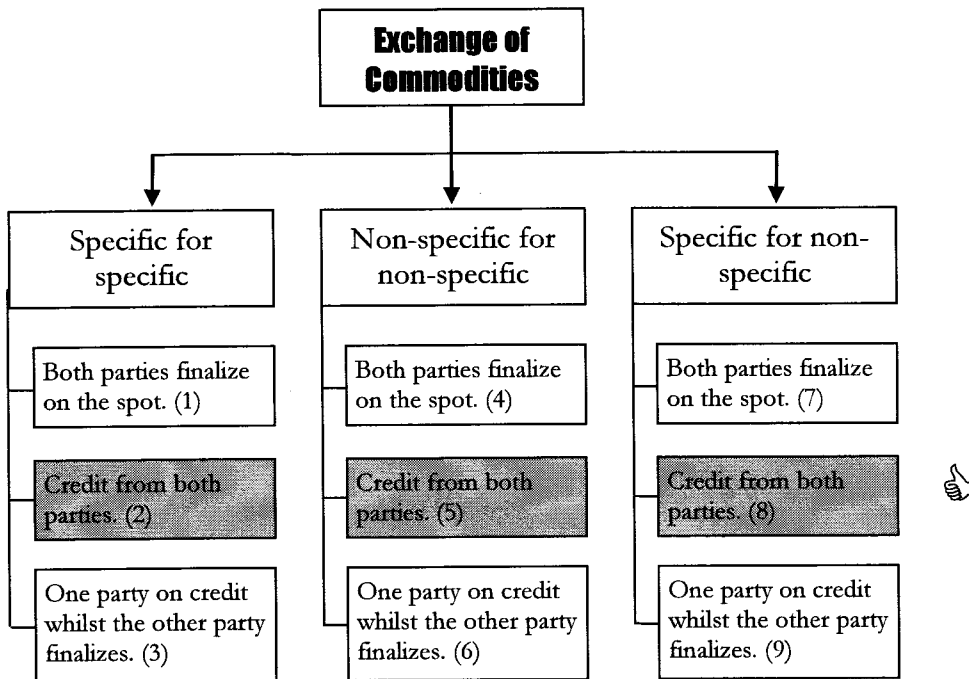 Exchange of
Commodities
Specific for
specific
Both parties finalize
on the spot. (1)
Credit from both
parties. (2)
One party on credit
whilst the other party
finalizes. (3)
Non-specific for
non-specific
Both parties finalize
on the spot. (4)
Credit from both
parties. (5)
One party on credit
whilst the other party
finalizes. (6)
Specific for non-
specific
Both parties finalize
on the spot. (7)
Credit from both
parties. (8)
One party on credit
whilst the other party
finalizes. (9)